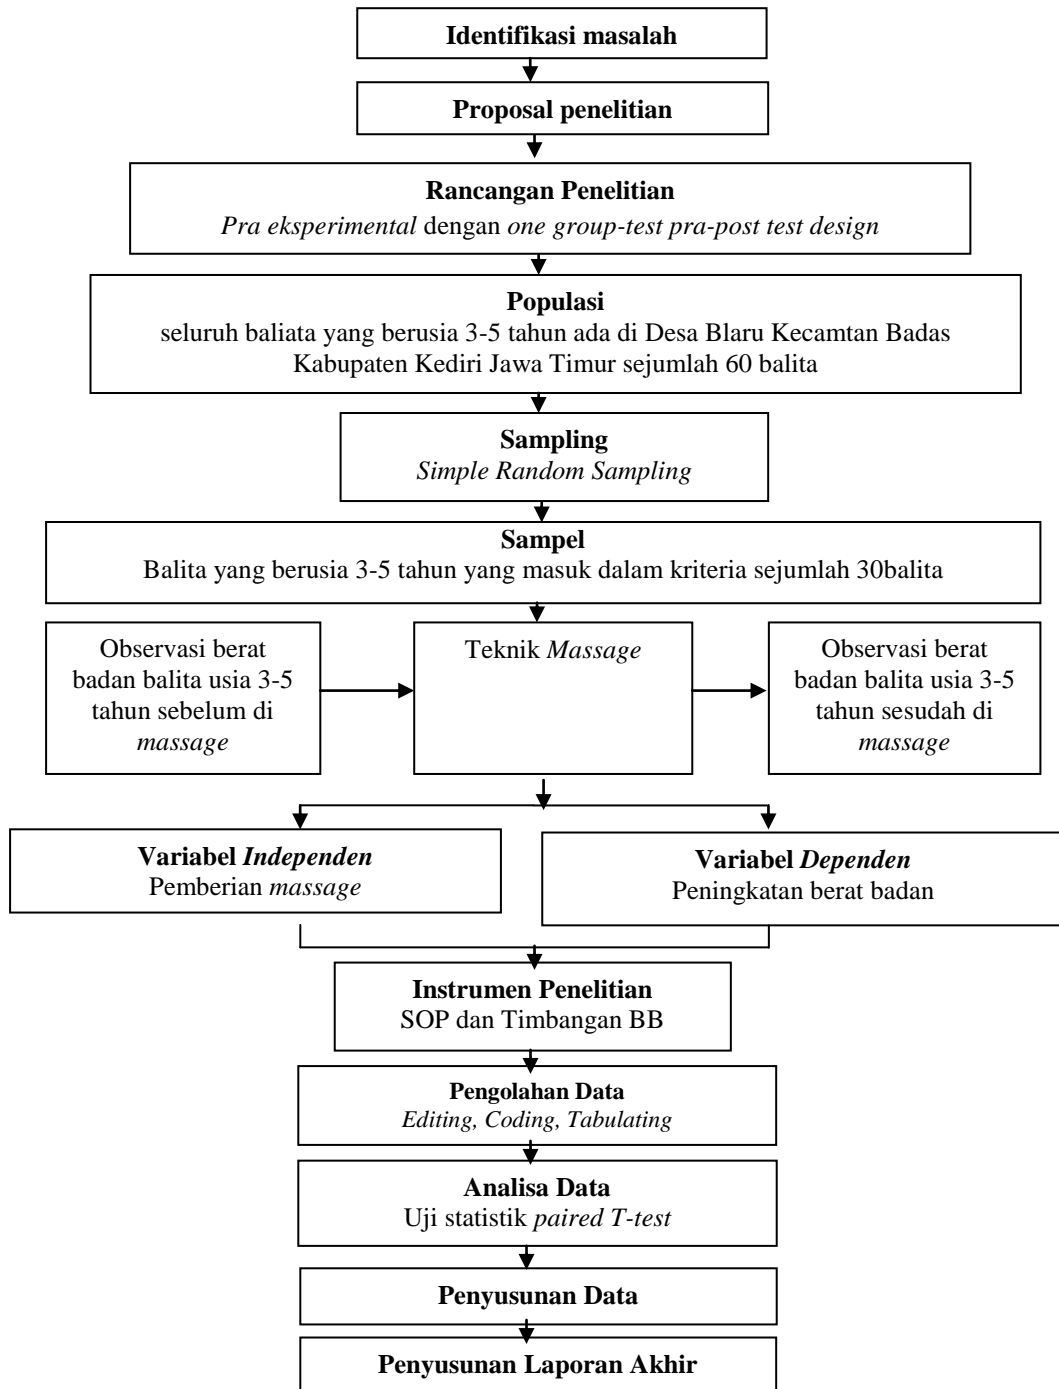 Identifikasi masalah
Proposal penelitian
Rancangan Penelitian
Pra eksperimental dengan one group-test pra-post test design
Populasi
seluruh baliata yang berusia 3-5 tahun ada di Desa Blaru Kecamtan Badas
Kabupaten Kediri Jawa Timur sejumlah 60 balita
Sampling
Simple Random Sampling
Sampel
Balita yang berusia 3-5 tahun yang masuk dalam kriteria sejumlah 30balita
Observasi berat
badan balita usia 3-5
tahun sebelum di
massage
Teknik Massage
Observasi berat
badan balita usia 3-5
tahun sesudah di
massage
Variabel Independen
Pemberian massage
Variabel Dependen
Peningkatan berat badan
Instrumen Penelitian
SOP dan Timbangan BB
Pengolahan Data
Editing, Coding, Tabulating
Analisa Data
Uji statistik paired T-test
Penyusunan Data
Penyusunan Laporan Akhir